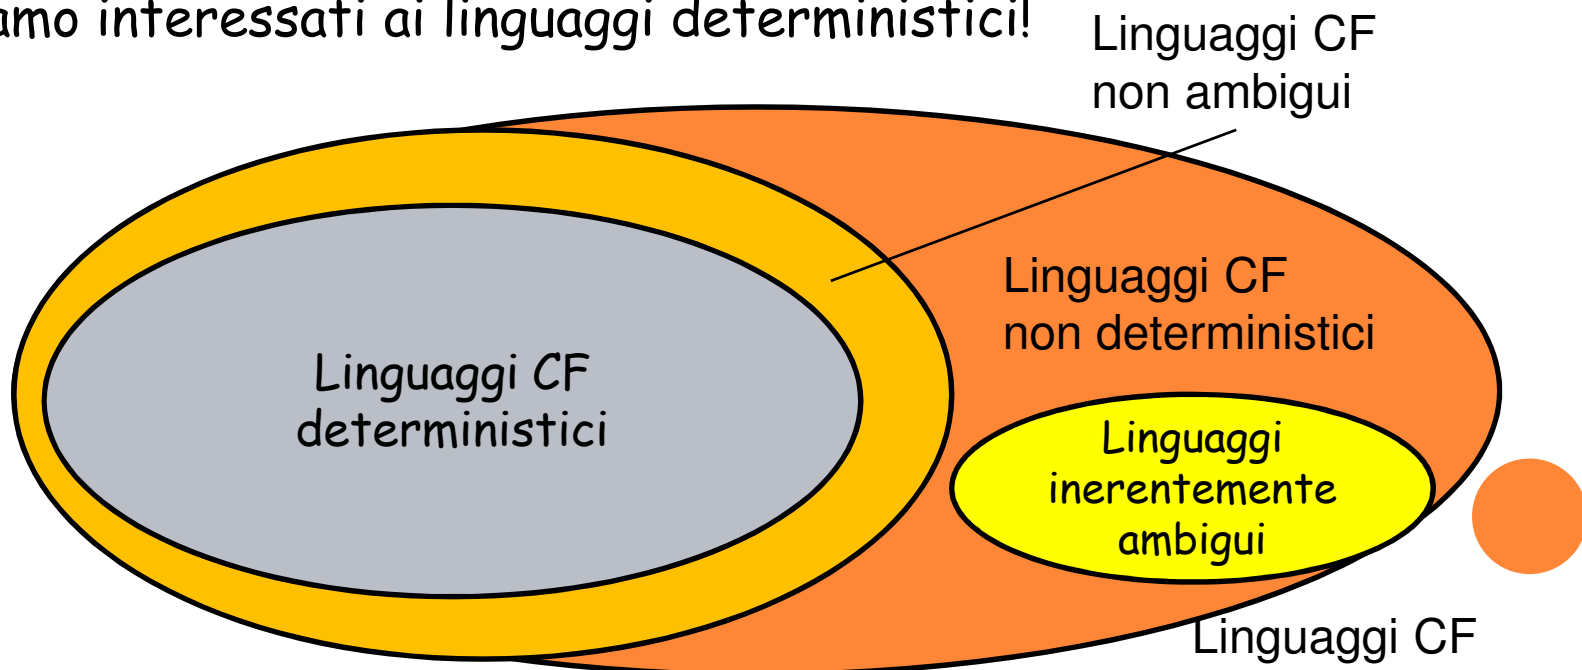 amo interessati ai linguaggi deterministici!
Linguaggi CF
non ambigui
Linguaggi CF
non deterministici
Linguaggi CF
deterministici
Linguaggi
inerentemente
ambigui
Linguaggi CF